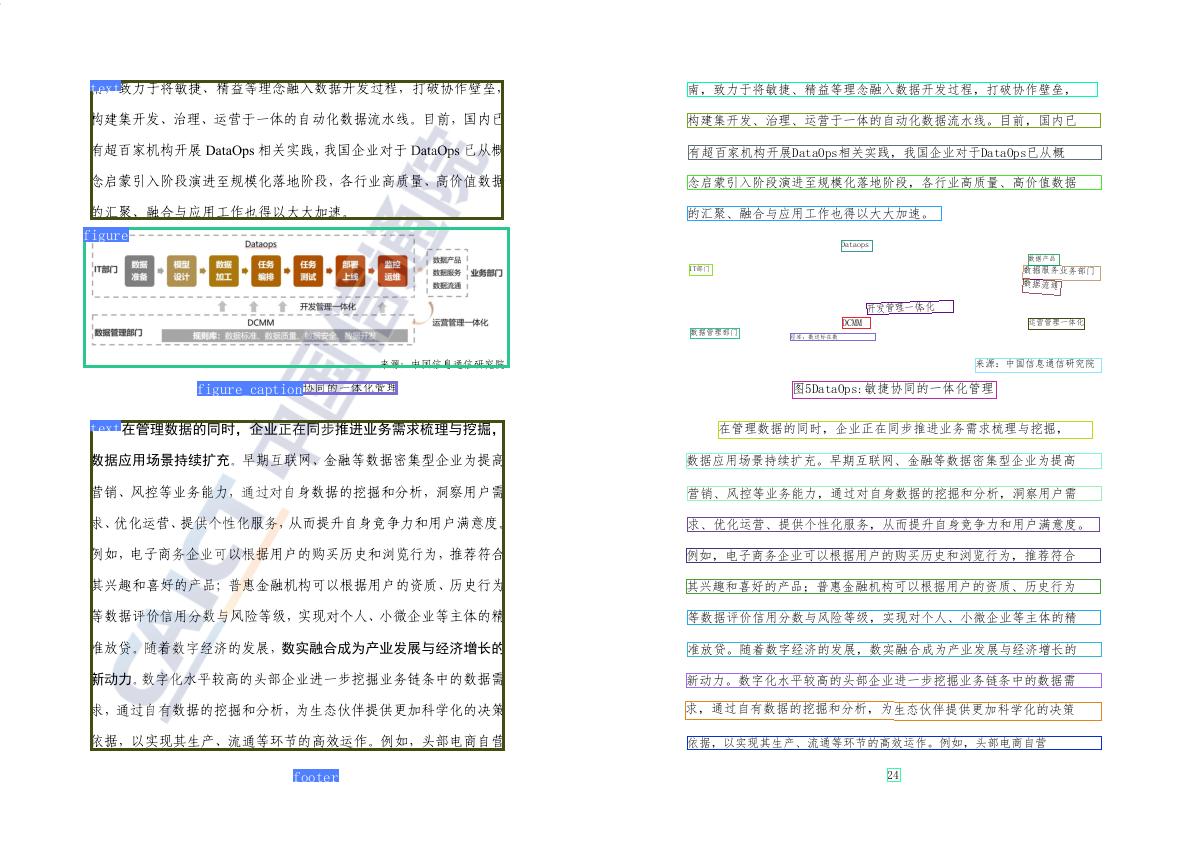 text致力于将敏捷、精益等理念融入数据开发过程，打破协作壁垒，
构建集开发、治理、运营于一体的自动化数据流水线。目前，国内已
有超百家机构开展 DataOps 相关实践，我国企业对于 DataOps 已从概
念启蒙引入阶段演进至规模化落地阶段，各行业高质量、高价值数据
的汇聚、融合与应用工作也得以大大加速。
figure
Dataops
IT部门
数据准备
模型设计
数据加工
任务编排
任务测试
部署上线
监控运维
数据产品
数据服务
数据流通
业务部门
开发管理一体化
DCMM
数据管理部门
规则库：数据标准、数据质量、数据安全、数据开发
运营管理一体化
来源：中国信息通信研究院
figure caption协同的一体化管理
text在管理数据的同时，企业正在同步推进业务需求梳理与挖掘，
数据应用场景持续扩充。早期互联网、金融等数据密集型企业为提高
营销、风控等业务能力，通过对自身数据的挖掘和分析，洞察用户需
求、优化运营、提供个性化服务，从而提升自身竞争力和用户满意度。
例如，电子商务企业可以根据用户的购买历史和浏览行为，推荐符合
其兴趣和喜好的产品；普惠金融机构可以根据用户的资质、历史行为
等数据评价信用分数与风险等级，实现对个人、小微企业等主体的精
准放贷。随着数字经济的发展，数实融合成为产业发展与经济增长的
新动力。数字化水平较高的头部企业进一步挖掘业务链条中的数据需
求，通过自有数据的挖掘和分析，为生态伙伴提供更加科学化的决策
依据，以实现其生产、流通等环节的高效运作。例如，头部电商自营
footer
CAICT 中国信通院
南，致力于将敏捷、精益等理念融入数据开发过程，打破协作壁垒，
构建集开发、治理、运营于一体的自动化数据流水线。目前，国内已
有超百家机构开展DataOps相关实践，我国企业对于DataOps已从概
念启蒙引入阶段演进至规模化落地阶段，各行业高质量、高价值数据
的汇聚、融合与应用工作也得以大大加速。
Dataops
IT部门
数据产品
数据服务业务部门
数据流通
开发管理一体化
DCMM
运营管理一体化
数据管理部门
来源：中国信息通信研究院
图5DataOps:敏捷协同的一体化管理
在管理数据的同时，企业正在同步推进业务需求梳理与挖掘，
数据应用场景持续扩充。早期互联网、金融等数据密集型企业为提高
营销、风控等业务能力，通过对自身数据的挖掘和分析，洞察用户需
求、优化运营、提供个性化服务，从而提升自身竞争力和用户满意度。
例如，电子商务企业可以根据用户的购买历史和浏览行为，推荐符合
其兴趣和喜好的产品；普惠金融机构可以根据用户的资质、历史行为
等数据评价信用分数与风险等级，实现对个人、小微企业等主体的精
准放贷。随着数字经济的发展，数实融合成为产业发展与经济增长的
新动力。数字化水平较高的头部企业进一步挖掘业务链条中的数据需
求，通过自有数据的挖掘和分析，为生态伙伴提供更加科学化的决策
依据，以实现其生产、流通等环节的高效运作。例如，头部电商自营
24